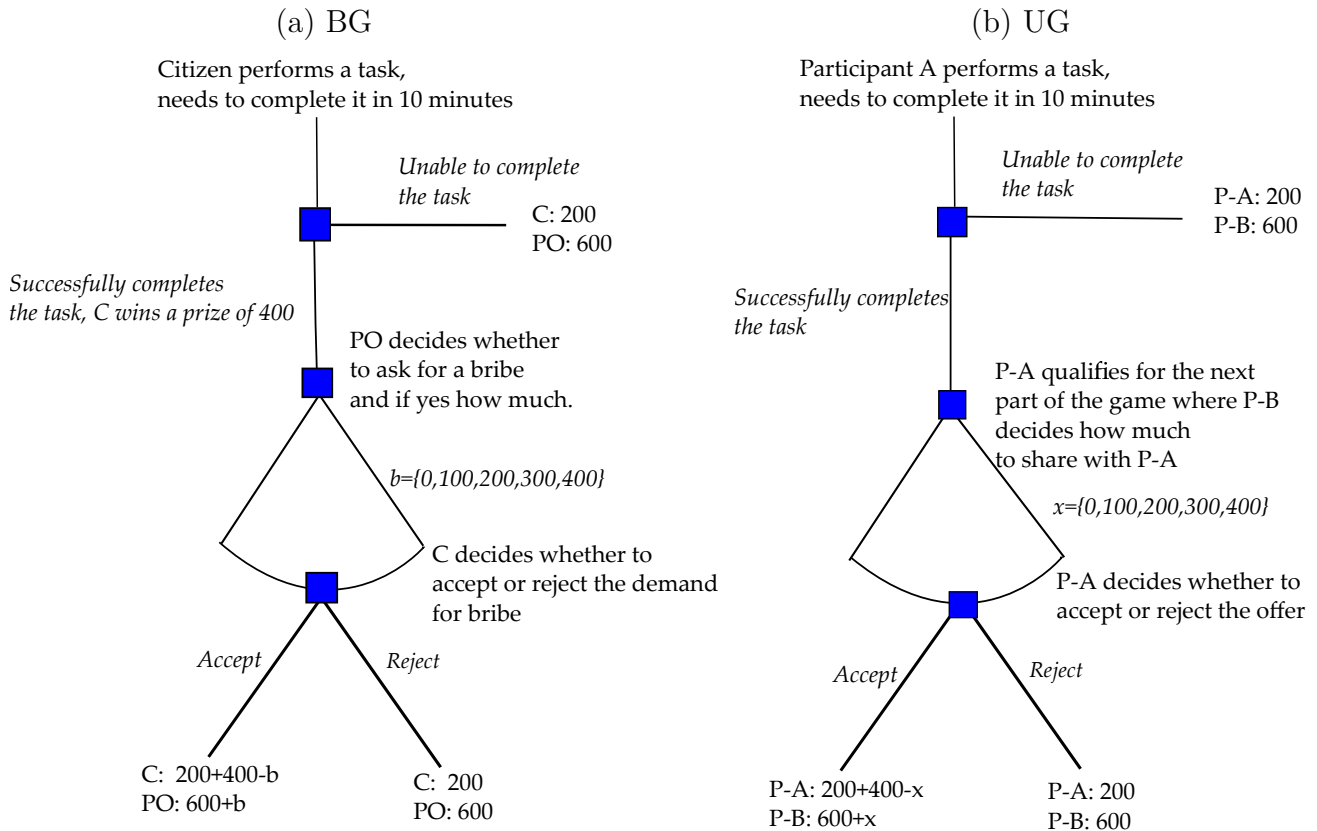 (a) BG
Citizen performs a task,
needs to complete it in 10 minutes
Unable to complete
the task
C: 200
PO: 600
Successfully completes
the task, C wins a prize of 400
PO decides whether
to ask for a bribe
and if yes how much.
b={0,100,200,300,400}
C decides whether to
accept or reject the demand
for bribe
Accept
Reject
C: 200+400-b
PO: 600+b
C: 200
PO: 600
(b) UG
Participant A performs a task,
needs to complete it in 10 minutes
Unable to complete
the task
P-A: 200
P-B: 600
Successfully completes
the task
P-A qualifies for the next
part of the game where P-B
decides how much
to share with P-A
x={0,100,200,300,400}
P-A decides whether to
accept or reject the offer
Accept
Reject
P-A: 200+400-x
P-B: 600+x
P-A: 200
P-B: 600